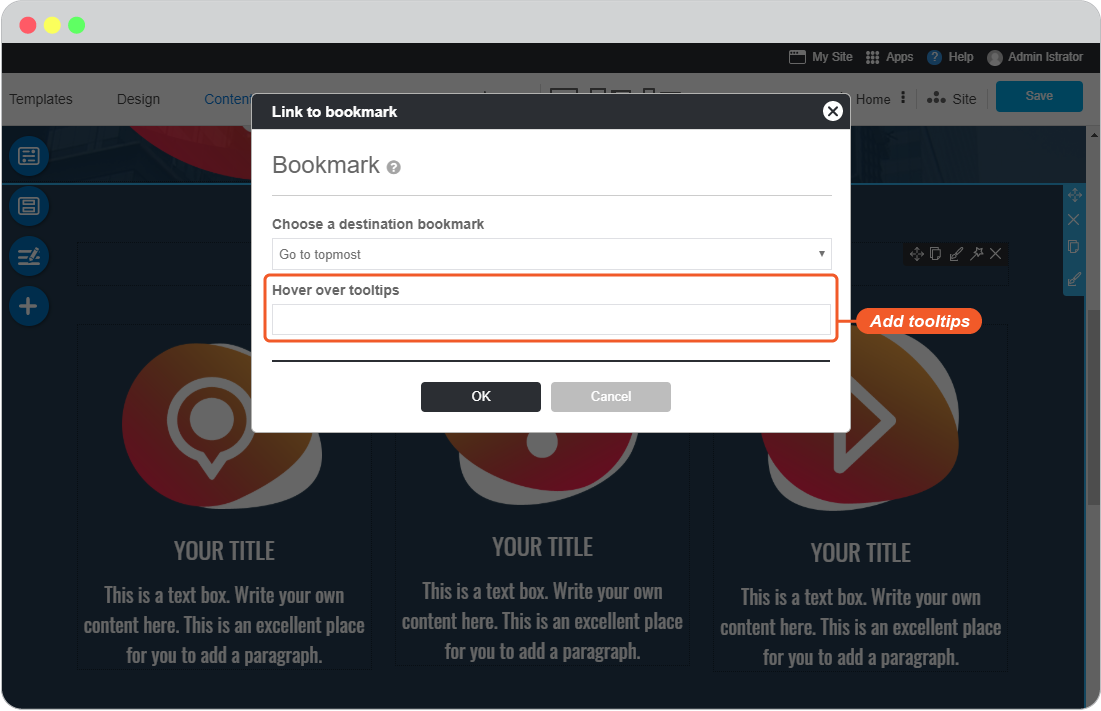 My Site Apps ? Help Admin Istrator
Templates Design Content Home Site Save
Link to bookmark
Bookmark ?
Choose a destination bookmark
Go to topmost
Hover over tooltips
Add tooltips
OK Cancel
YOUR TITLE
This is a text box. Write your own
content here. This is an excellent place
for you to add a paragraph.
YOUR TITLE
This is a text box. Write your own
content here. This is an excellent place
for you to add a paragraph.
YOUR TITLE
This is a text box. Write your own
content here. This is an excellent place
for you to add a paragraph.